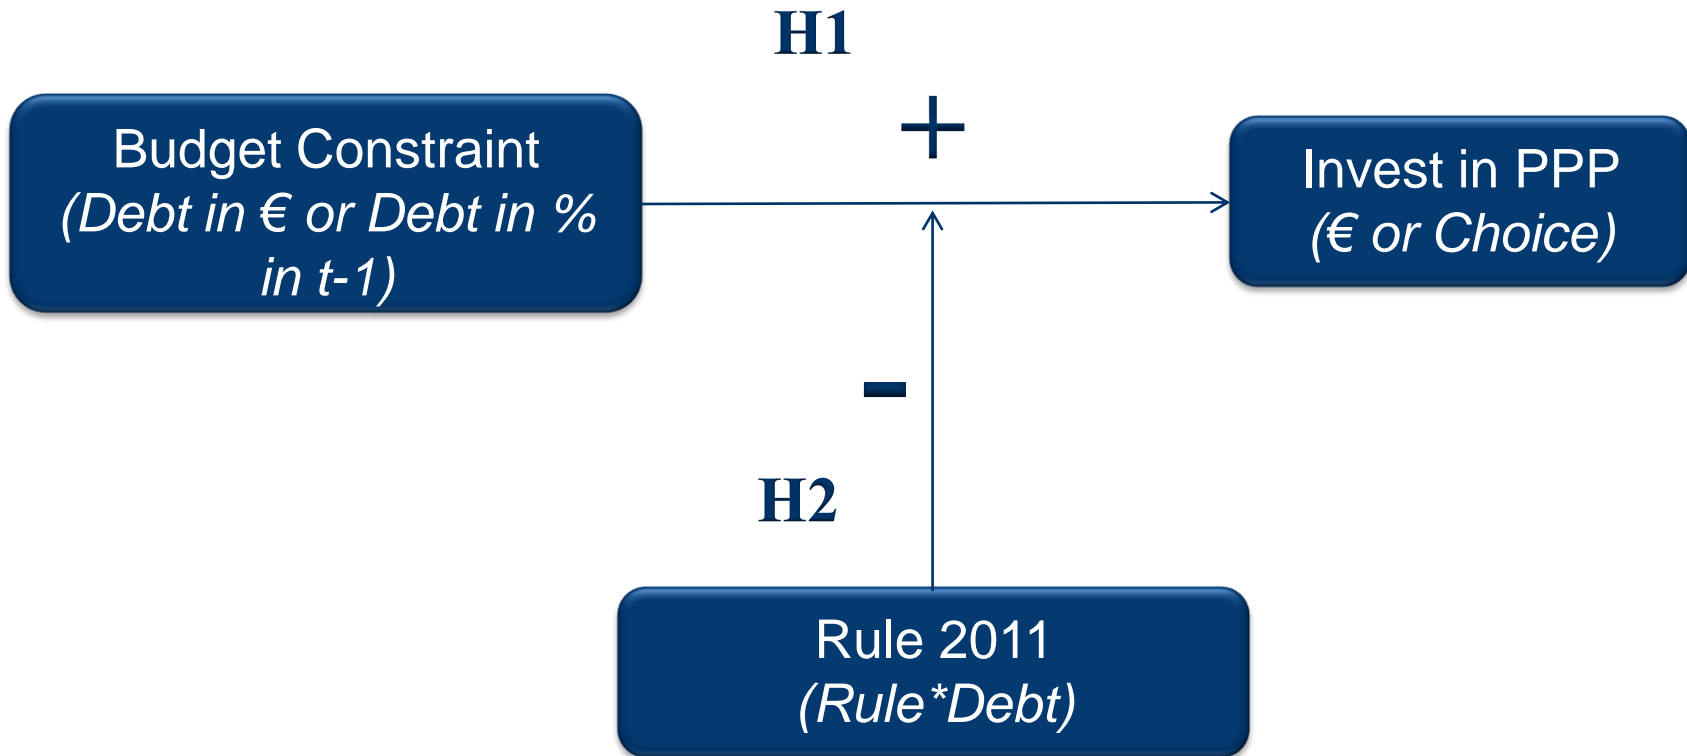 H1
+
Budget Constraint
(Debt in € or Debt in %
in t-1)
Invest in PPP
(€ or Choice)
-
H2
Rule 2011
(Rule*Debt)